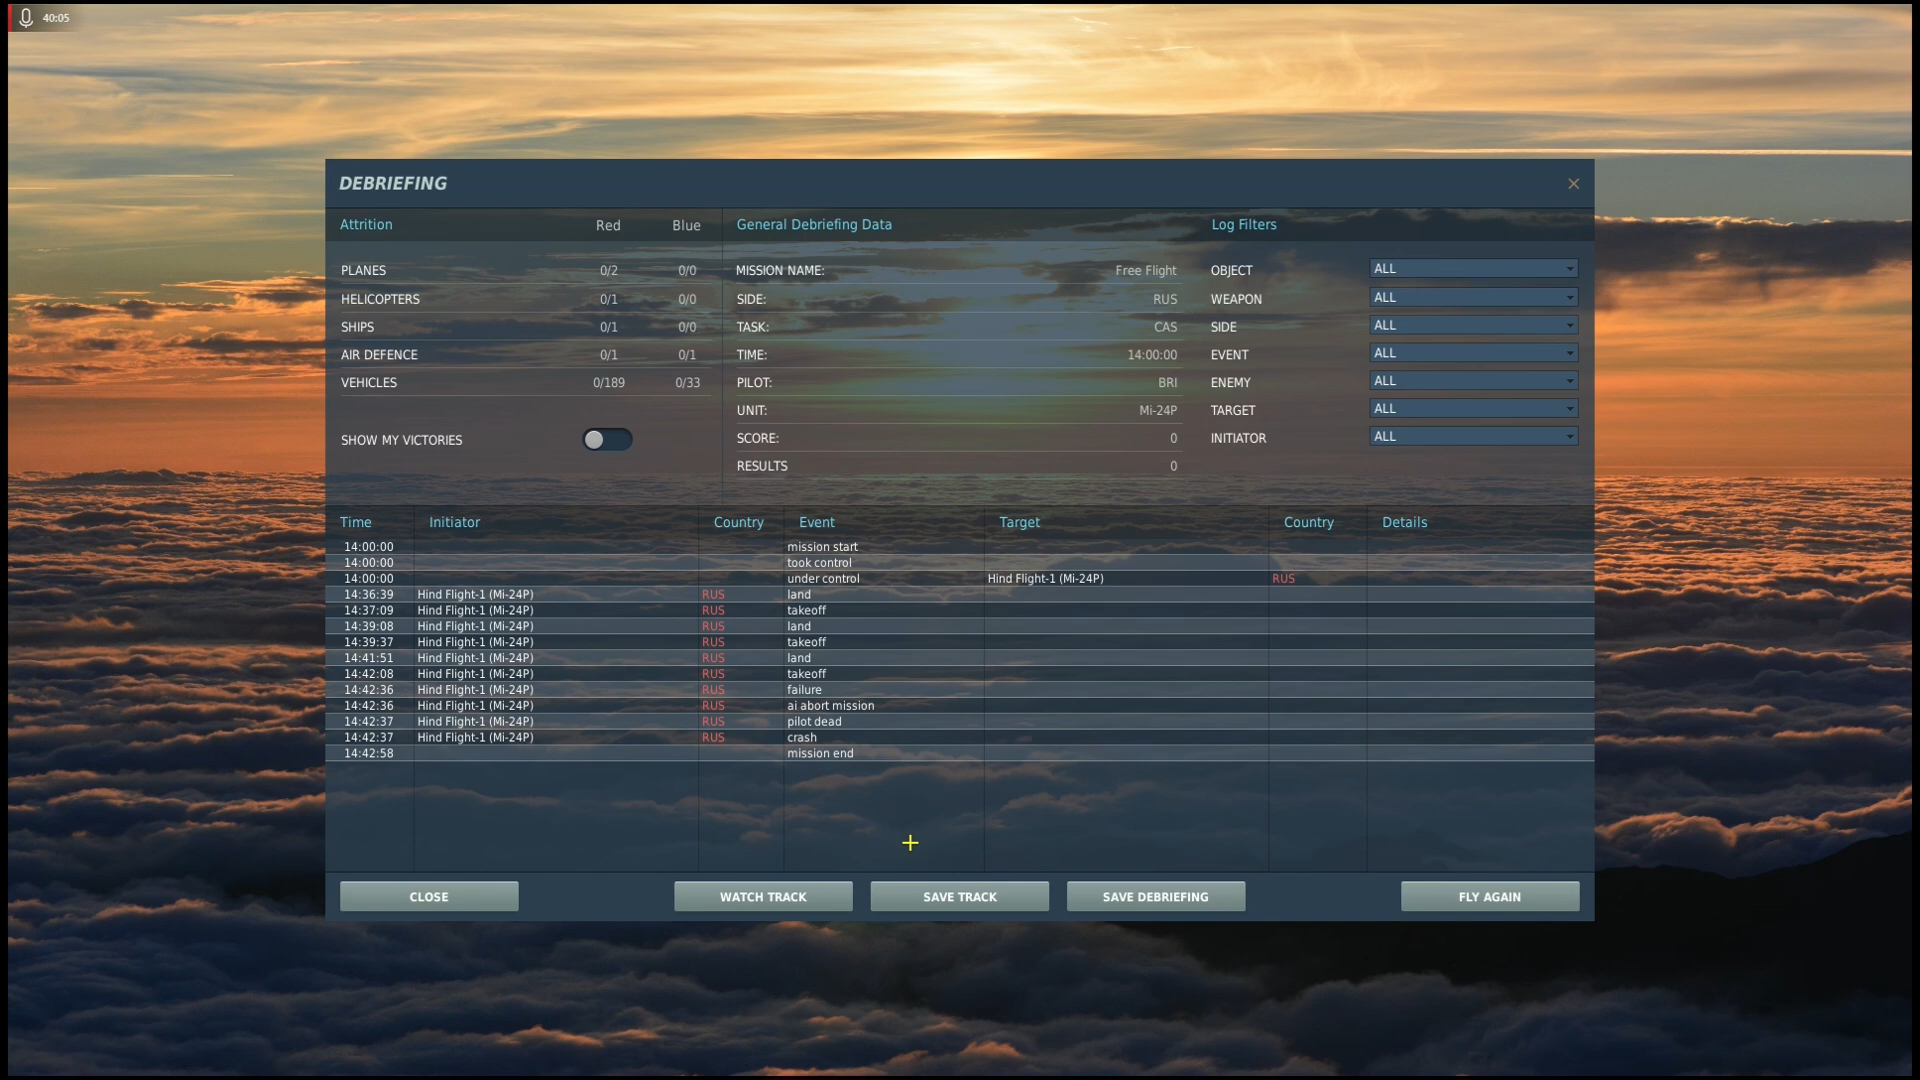 40:05
DEBRIEFING
Attrition Red Blue
PLANES 0/2 0/0
HELICOPTERS 0/1 0/0
SHIPS 0/1 0/0
AIR DEFENCE 0/1 0/1
VEHICLES 0/189 0/33
SHOW MY VICTORIES
General Debriefing Data
MISSION NAME: Free Flight
SIDE: RUS
TASK: CAS
TIME: 14:00:00
PILOT: BRI
UNIT: Mi-24P
SCORE: 0
RESULTS 0
Log Filters
OBJECT ALL
WEAPON ALL
SIDE ALL
EVENT ALL
ENEMY ALL
TARGET ALL
INITIATOR ALL
Time Initiator Country Event Target Country Details
14:00:00 mission start
14:00:00 took control
14:00:00 under control Hind Flight-1 (Mi-24P) RUS
14:36:39 Hind Flight-1 (Mi-24P) RUS land
14:37:09 Hind Flight-1 (Mi-24P) RUS takeoff
14:39:08 Hind Flight-1 (Mi-24P) RUS land
14:39:37 Hind Flight-1 (Mi-24P) RUS takeoff
14:41:51 Hind Flight-1 (Mi-24P) RUS land
14:42:08 Hind Flight-1 (Mi-24P) RUS takeoff
14:42:36 Hind Flight-1 (Mi-24P) RUS failure
14:42:36 Hind Flight-1 (Mi-24P) RUS ai abort mission
14:42:37 Hind Flight-1 (Mi-24P) RUS pilot dead
14:42:37 Hind Flight-1 (Mi-24P) RUS crash
14:42:58 mission end
CLOSE WATCH TRACK SAVE TRACK SAVE DEBRIEFING FLY AGAIN